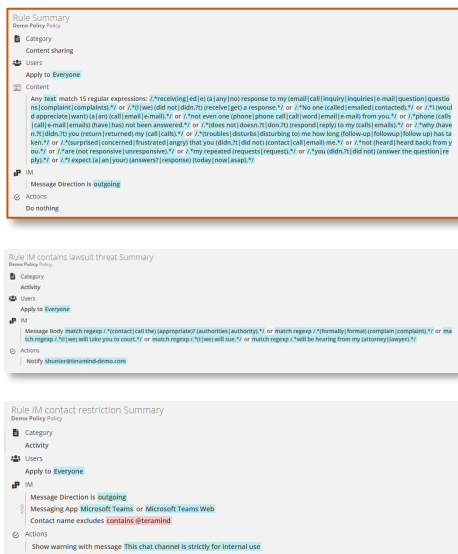 Rule Summary
Demo Policy Policy
Category
Content sharing
Users
Apply to Everyone
Content
Any text match 15 regular expressions: /.*receiv(ing|ed|e) (a|any|no) response to my (email|call|inquiry|inquiries|e-mail|question|questio
ns|complaint|complaints).*/ or /.*(I|we) (did not|didn.?t) (receive|get) a response.*/ or /.*No one (called|emailed|contacted).*/ or /.*I (woul
d appreciate|want) (a|an) (call|email|e-mail).*/ or /.*not even one (phone|phone call|call|word|email|e-mail) from you.*/ or /.*phone (calls
|call|e-mail|emails) (have|has) not been answered.*/ or /.*(does not|doesn.?t|did not|didn.?t) (respond|reply) to my (calls|emails).*/ or /.*why (have
n.?t|didn.?t) you (return|returned) my (call|calls).*/ or /.*(troubles|disturbs|disturbing to) me how long (follow-up|followup|follow up) has ta
ken.*/ or /.*(surprised|concerned|frustrated|angry) that you (didn.?t|did not) (contact|call|email) me.*/ or /.*not (heard|heard back) from y
ou.*/ or /.*are (not responsive|unresponsive).*/ or /.*my repeated (requests|request).*/ or /.*you (didn.?t|did not) (answer the question|re
ply).*/ or /.*I expect (a|an|your) (answers?|response) (today|now|asap).*/
IM
Message Direction is outgoing
Actions
Do nothing
Rule IM contains lawsuit threat Summary
Demo Policy Policy
Category
Activity
Users
Apply to Everyone
IM
Message Body match regexp /.*(contact|call the) (appropriate)? (authorities|authority).*/ or match regexp /.*(formally|formal) (complain|complaint).*/ or ma
tch regexp /.*(I|we) will take you to court.*/ or match regexp /.*(I|we) will sue.*/ or match regexp /.*will be hearing from my (attorney|lawyer).*/
Actions
Notify shunter@teramind-demo.com
Rule IM contact restriction Summary
Demo Policy Policy
Category
Activity
Users
Apply to Everyone
IM
Message Direction is outgoing
AND
Messaging App Microsoft Teams or Microsoft Teams Web
Contact name excludes contains @teramind
Actions
Show warning with message This chat channel is strictly for internal use